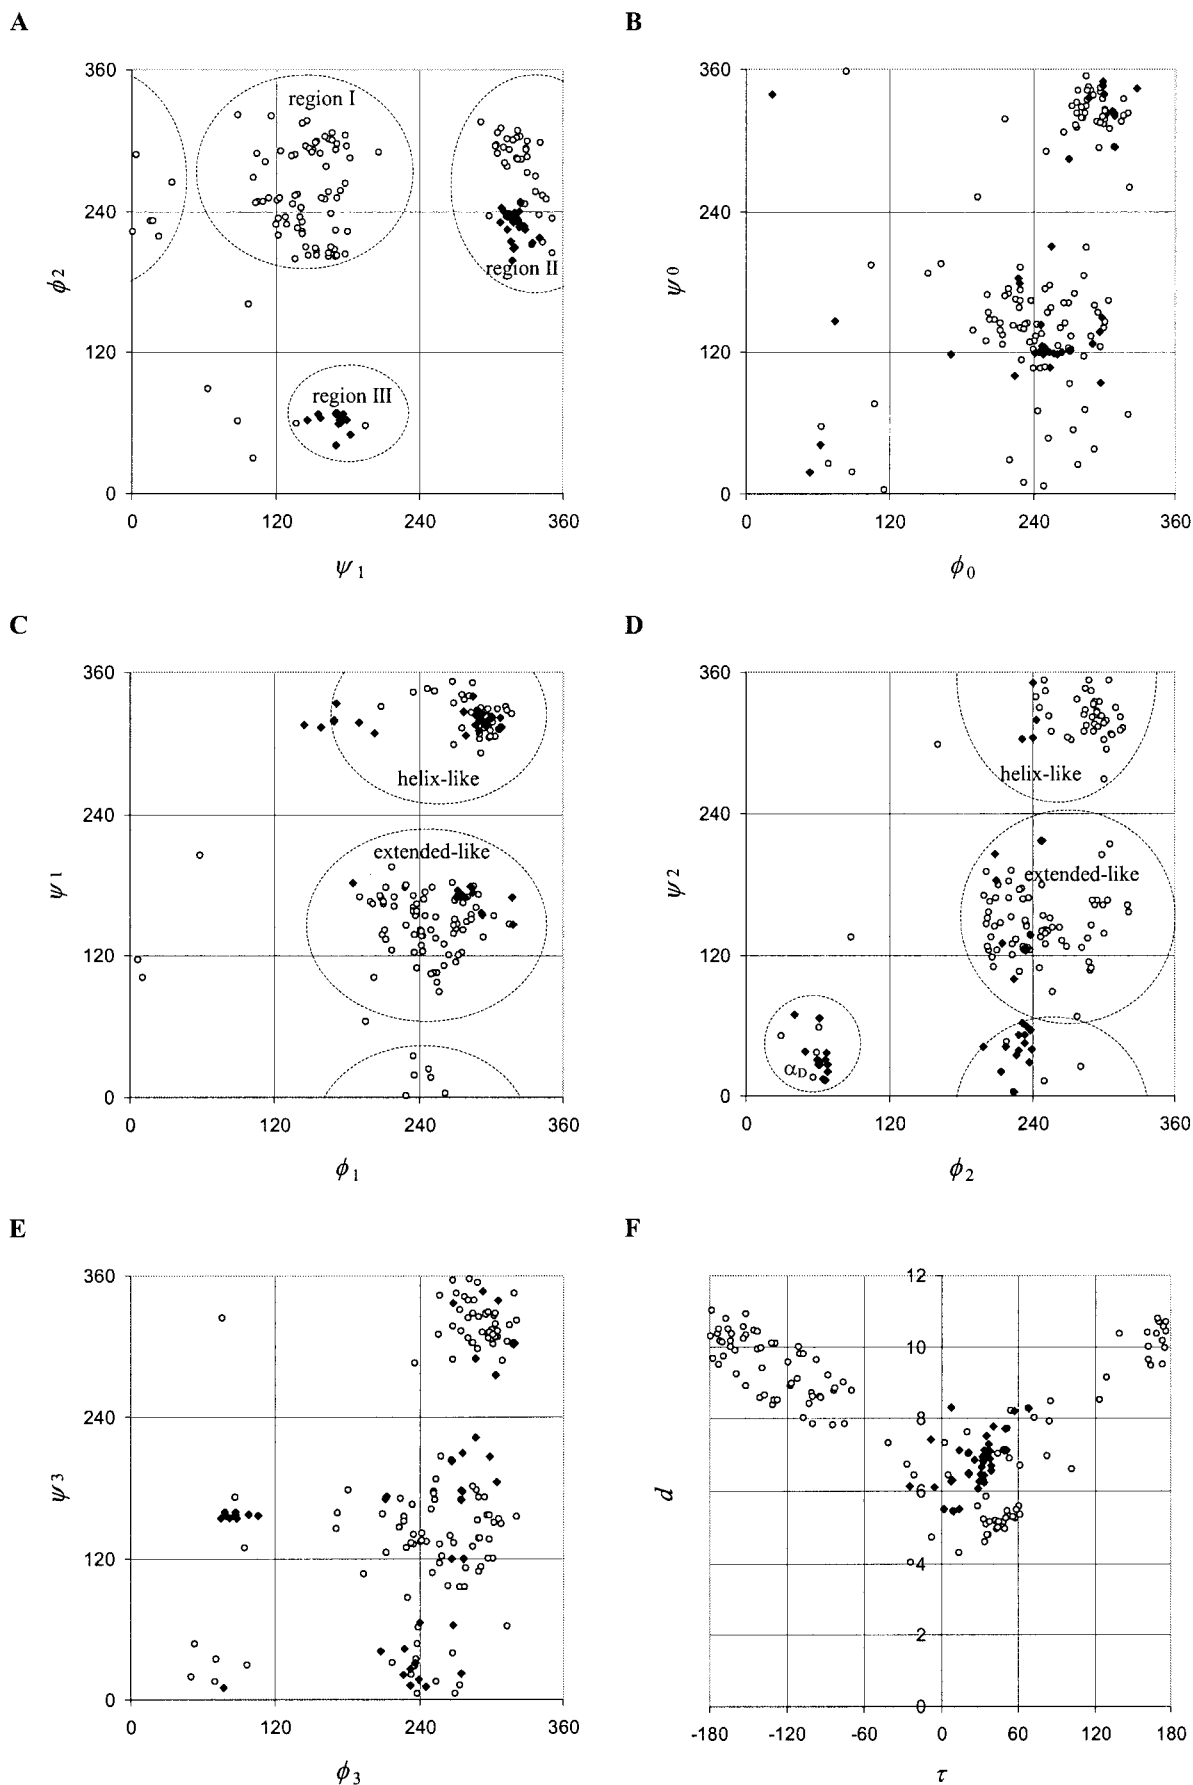 A
360
240
120
0
0 120 240 360
ϕ2
ψ1
region I
region II
region III
B
360
240
120
0
0 120 240 360
ψ0
ϕ0
C
360
240
120
0
0 120 240 360
ψ1
ϕ1
helix-like
extended-like
D
360
240
120
0
0 120 240 360
ψ2
ϕ2
helix-like
extended-like
αD
E
360
240
120
0
0 120 240 360
ψ3
ϕ3
F
12
10
8
6
4
2
0
-180 -120 -60 0 60 120 180
d
τ